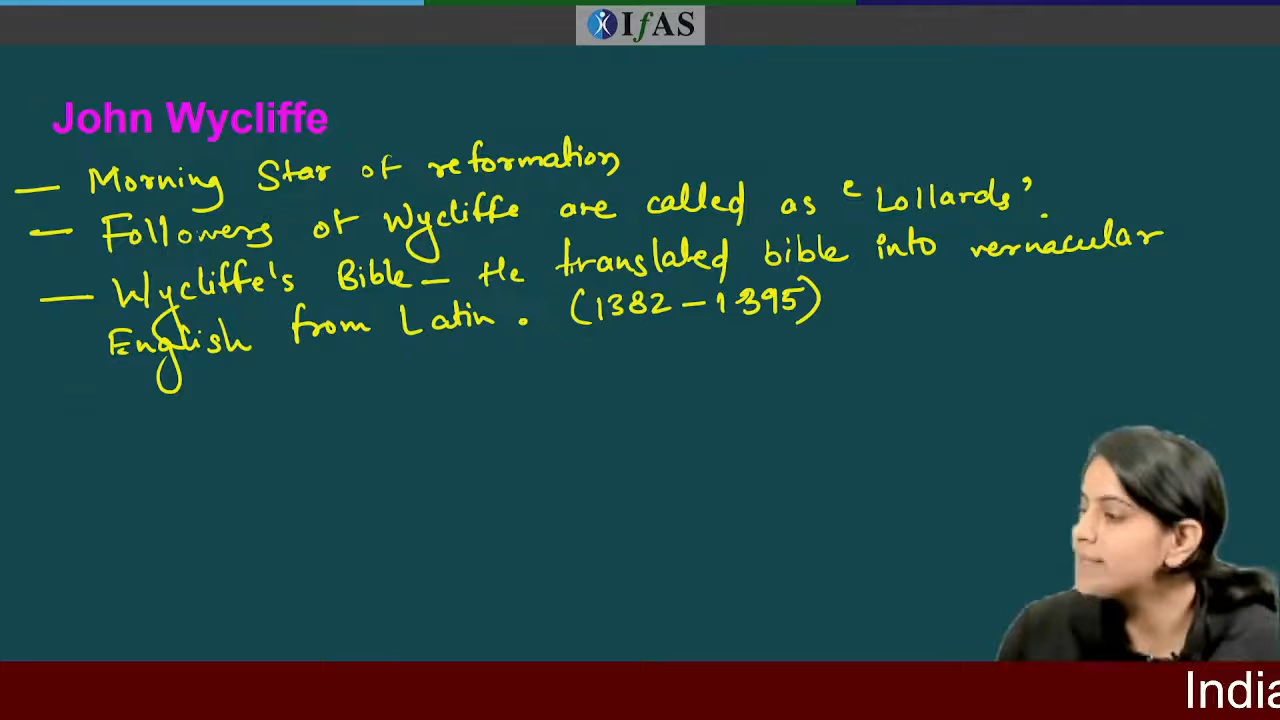 IfAS
John Wycliffe
— Morning Star of reformation,
— Followers of Wycliffe are called as ‘Lollards’.
— Wycliffe's Bible — He translated bible into vernacular
English from Latin. (1382 – 1395)
India